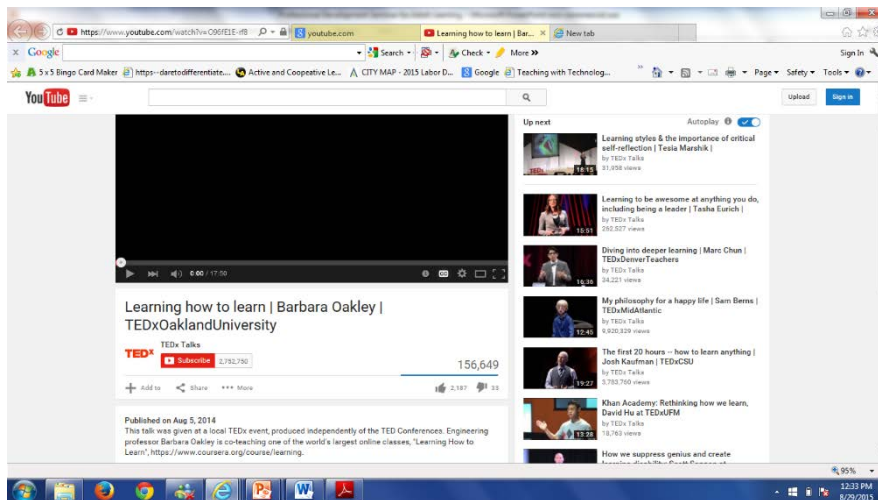 https://www.youtube.com/watch?v=O96fE1E-rf8
youtube.com
Learning how to learn | Bar...
New tab
x Google
Search
Check
More »
Sign In
5 x 5 Bingo Card Maker
https--daretodifferentiate....
Active and Coopeative Le...
CITY MAP - 2015 Labor D...
Google
Teaching with Technolog...
Page
Safety
Tools
YouTube
Upload
Sign in
0:00 / 17:50
Learning how to learn | Barbara Oakley |
TEDxOaklandUniversity
TEDx
TEDx Talks
Subscribe 2,752,750
156,649
Add to Share More
2,187 33
Published on Aug 5, 2014
This talk was given at a local TEDx event, produced independently of the TED Conferences. Engineering
professor Barbara Oakley is co-teaching one of the world's largest online classes, "Learning How to
Learn", https://www.coursera.org/course/learning.
Up next
Autoplay
Learning styles & the importance of critical
self-reflection | Tesia Marshik |
by TEDx Talks
31,958 views
18:15
Learning to be awesome at anything you do,
including being a leader | Tasha Eurich |
by TEDx Talks
292,527 views
15:51
Diving into deeper learning | Marc Chun |
TEDxDenverTeachers
by TEDx Talks
34,221 views
16:36
My philosophy for a happy life | Sam Berns |
TEDxMidAtlantic
by TEDx Talks
9,920,329 views
12:45
The first 20 hours -- how to learn anything |
Josh Kaufman | TEDxCSU
by TEDx Talks
3,783,760 views
19:27
Khan Academy: Rethinking how we learn,
David Hu at TEDxUFM
by TEDx Talks
18,763 views
13:28
How we suppress genius and create
95%
12:33 PM
8/29/2015